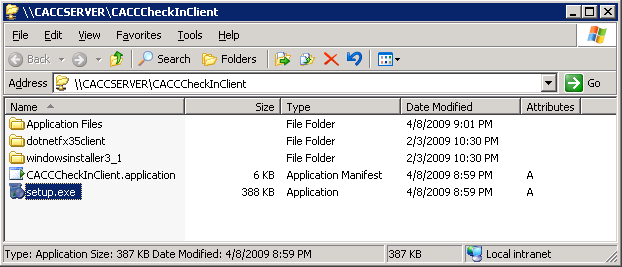 \\CACCSERVER\CACCCheckInClient
File Edit View Favorites Tools Help
Back Search Folders
Address \\CACCSERVER\CACCCheckInClient Go
Name Size Type Date Modified Attributes
Application Files File Folder 4/8/2009 9:01 PM
dotnetfx35client File Folder 2/3/2009 10:30 PM
windowsinstaller3_1 File Folder 2/3/2009 10:30 PM
CACCCheckInClient.application 6 KB Application Manifest 4/8/2009 8:59 PM A
setup.exe 388 KB Application 4/8/2009 8:59 PM A
Type: Application Size: 387 KB Date Modified: 4/8/2009 8:59 PM 387 KB Local intranet